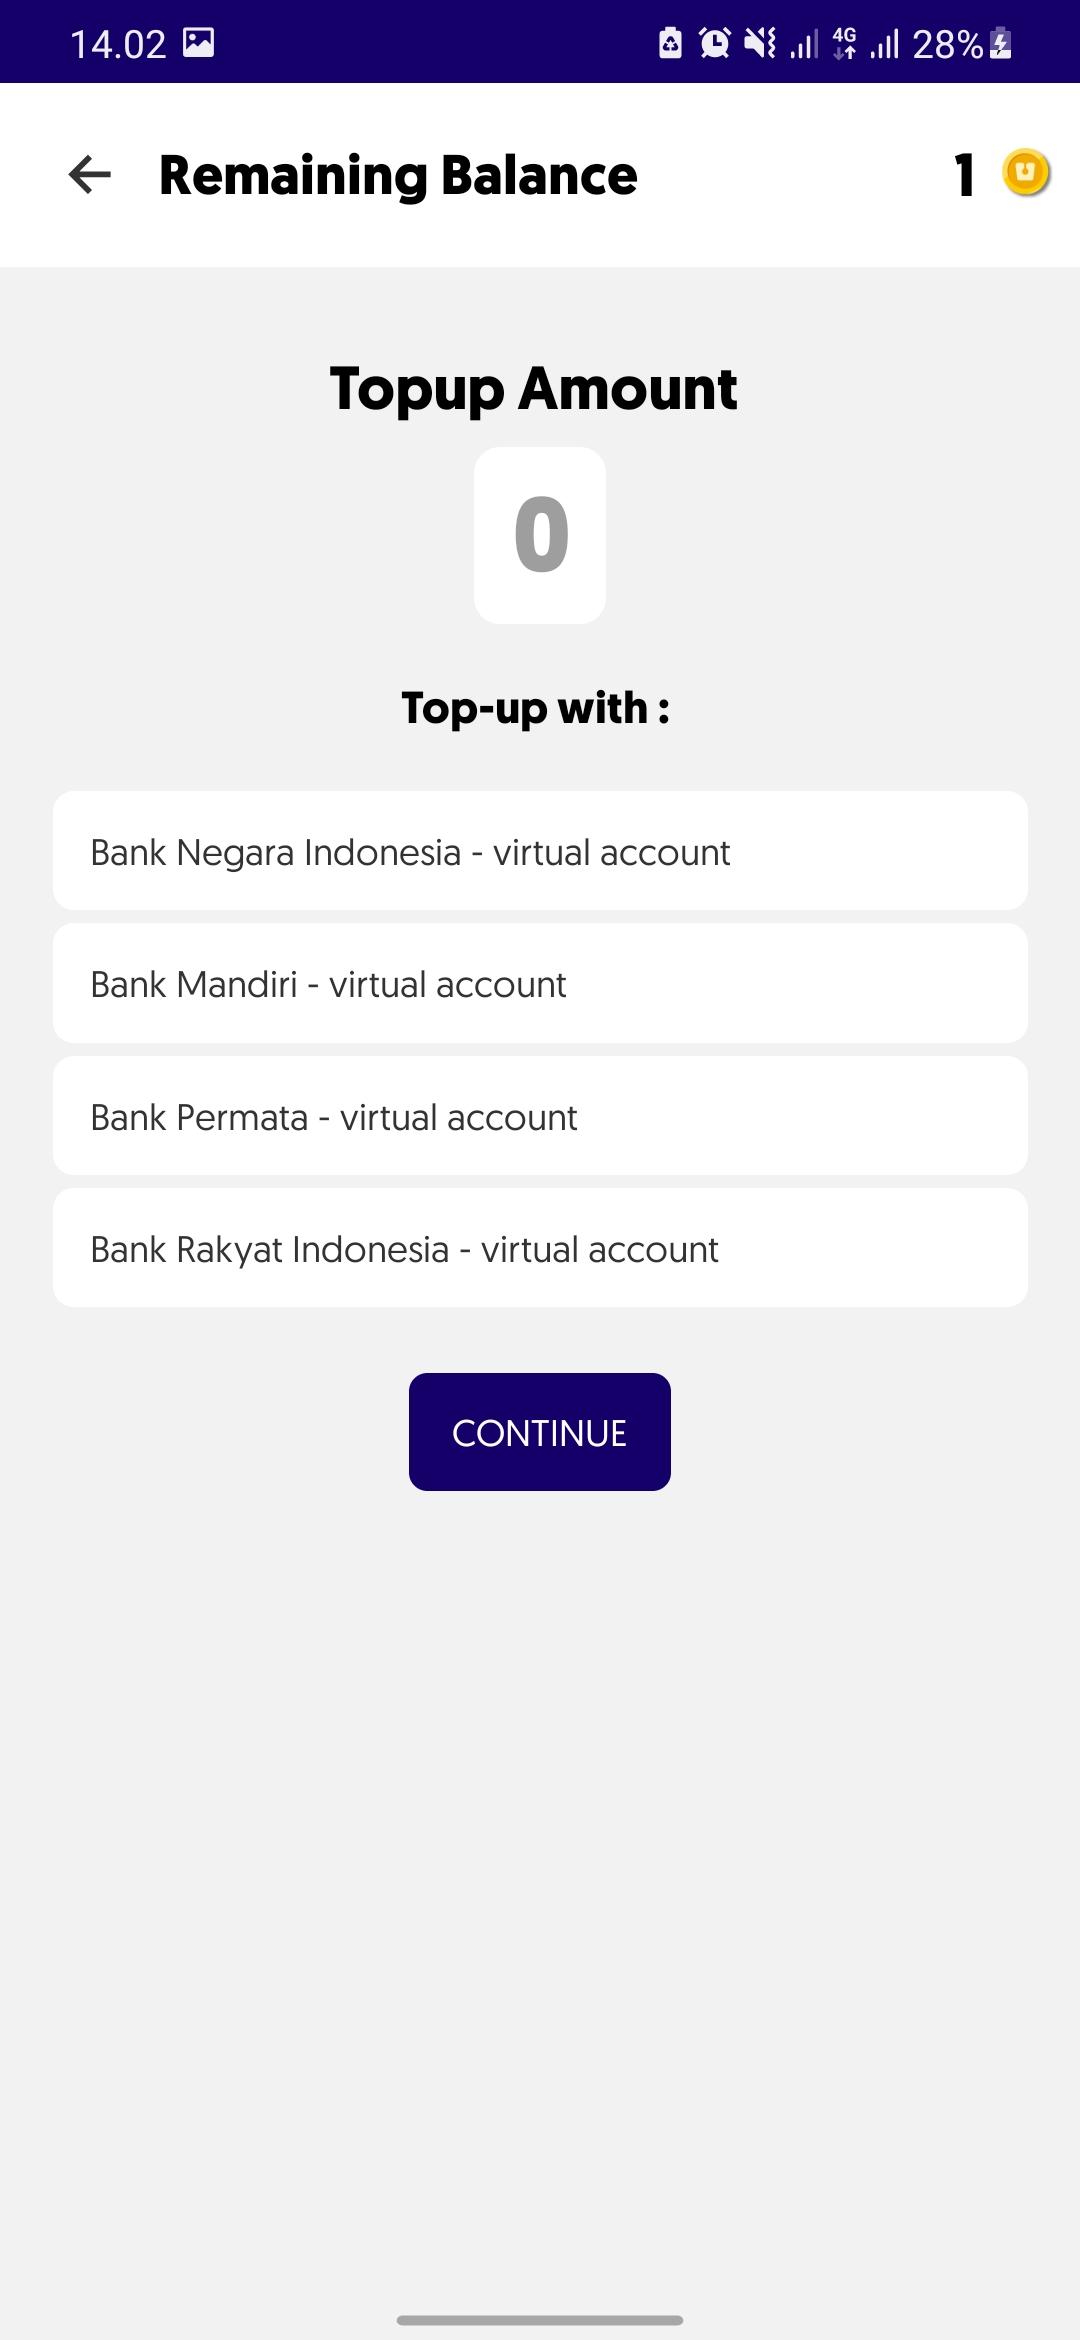 14.02 4G 28%
Remaining Balance 1
Topup Amount
0
Top-up with :
Bank Negara Indonesia - virtual account
Bank Mandiri - virtual account
Bank Permata - virtual account
Bank Rakyat Indonesia - virtual account
CONTINUE